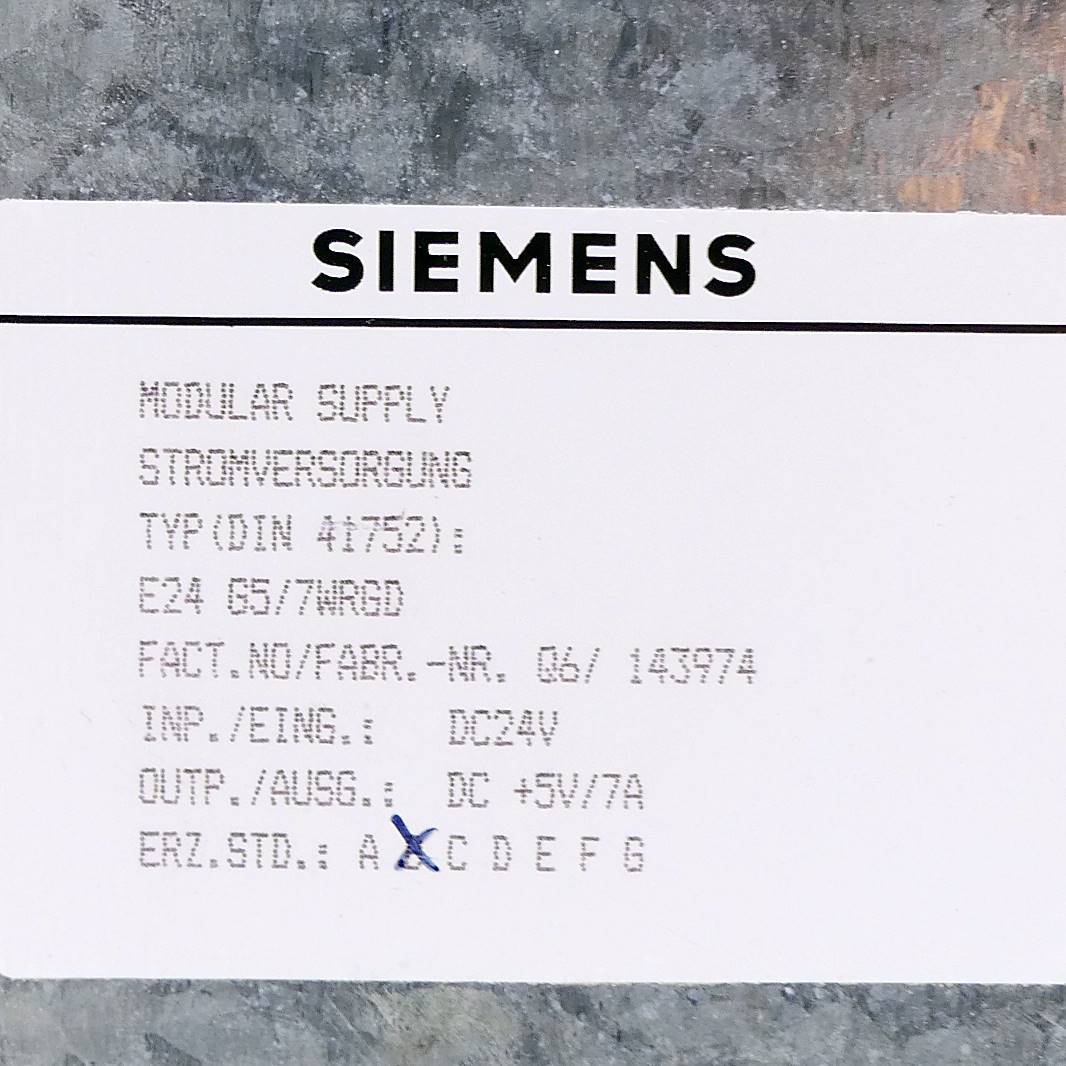 SIEMENS
MODULAR SUPPLY
STROMVERSORGUNG
TYP(DIN 41752):
E24 G5/7WRGD
FACT.NO/FABR.-NR. Q6/ 143974
INP./EING.: DC24V
OUTP./AUSG.: DC +5V/7A
ERZ.STD.: A B C D E F G